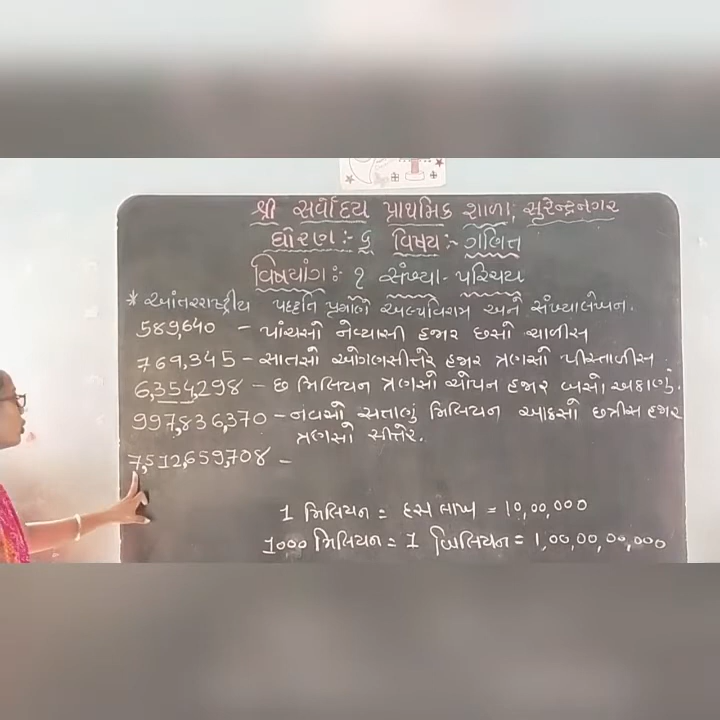 શ્રી સર્વોદય પ્રાથમિક શાળા, સુરેન્દ્રનગર
ધોરણ :- ૬ વિષય :- ગણિત
વિષયાંગ :- ૧ સંખ્યા - પરિચય
* આંતરરાષ્ટ્રીય પદ્ધતિ પ્રમાણે અલ્પવિરામ અને સંખ્યાલેખન.
589,640 - પાંચસો નેવ્યાસી હજાર છસો ચાળીસ
769,345 - સાતસો ઓગણસીત્તેર હજાર ત્રણસો પીસ્તાળીસ.
6,354,298 - છ મિલિયન ત્રણસો ચોપન હજાર બસો અઠાણું.
997,836,370 - નવસો સત્તાણું મિલિયન આઠસો છત્રીસ હજાર
ત્રણસો સીત્તેર.
7,512,659,708 -
1 મિલિયન = દસ લાખ = 10,00,000
1000 મિલિયન = 1 બિલિયન = 1,00,00,00,000